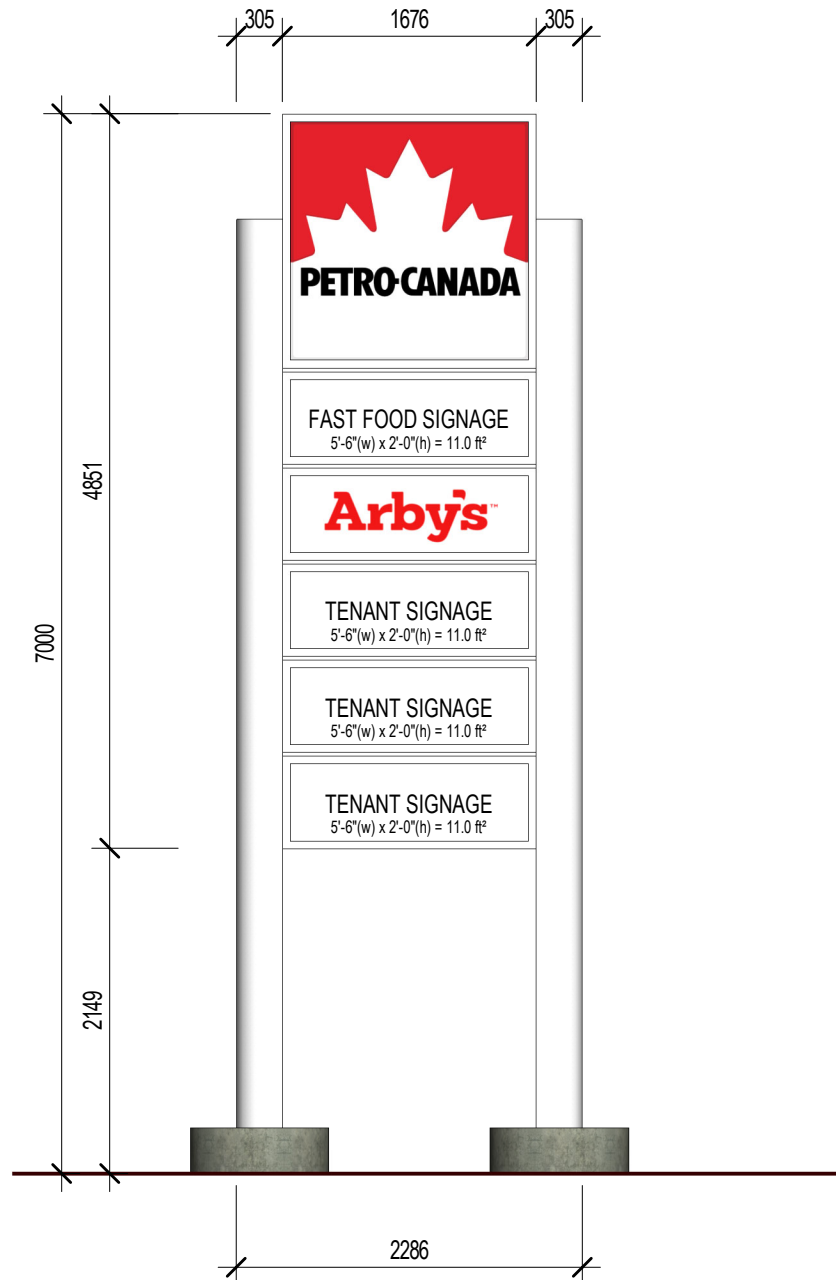 305 1676 305
PETRO-CANADA
FAST FOOD SIGNAGE
5'-6"(w) x 2'-0"(h) = 11.0 ft²
4851
Arby's™
TENANT SIGNAGE
5'-6"(w) x 2'-0"(h) = 11.0 ft²
7000
TENANT SIGNAGE
5'-6"(w) x 2'-0"(h) = 11.0 ft²
TENANT SIGNAGE
5'-6"(w) x 2'-0"(h) = 11.0 ft²
2149
2286